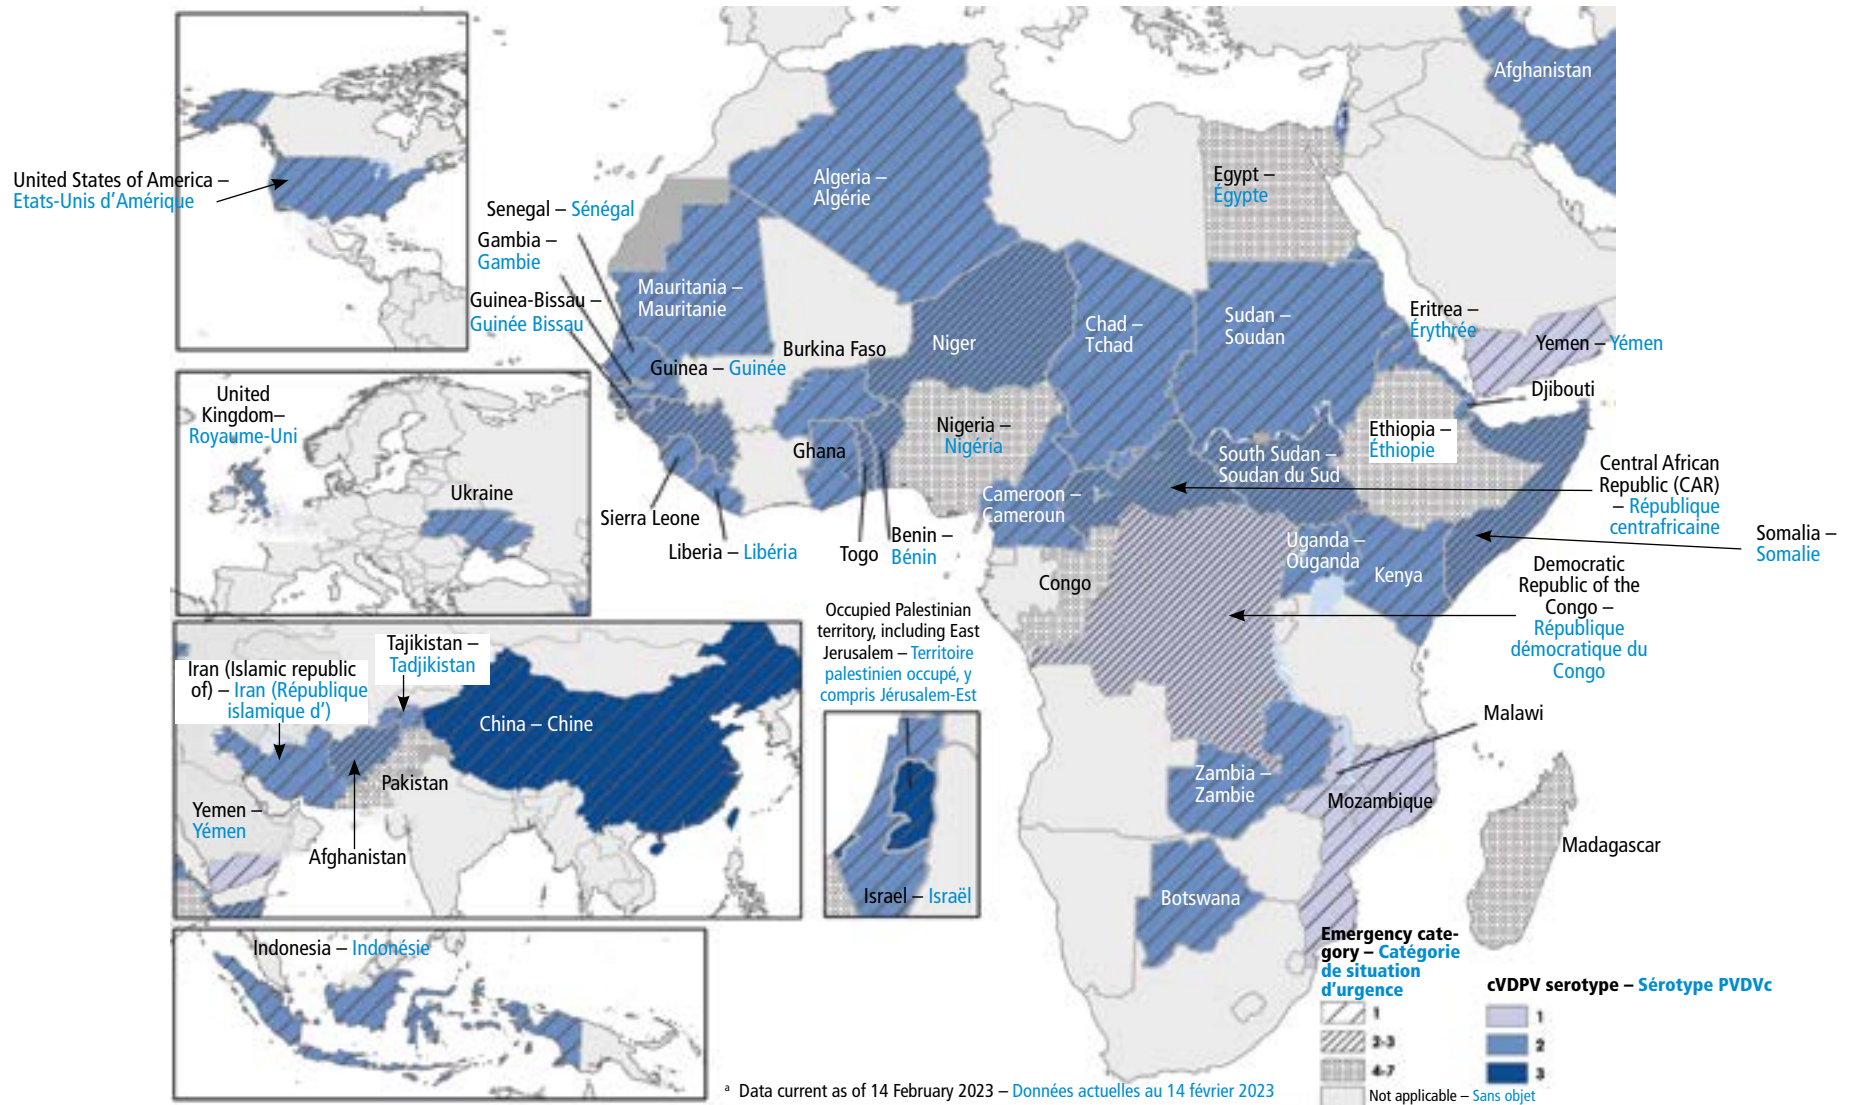 United States of America –
Etats-Unis d'Amérique
Senegal – Sénégal
Gambia –
Gambie
Guinea-Bissau –
Guinée Bissau
Mauritania –
Mauritanie
Algeria –
Algérie
Egypt –
Égypte
Afghanistan
Guinea – Guinée
Burkina Faso
Niger
Chad –
Tchad
Sudan –
Soudan
Eritrea –
Érythrée
Yemen – Yémen
Djibouti
Ghana
Nigeria –
Nigéria
Cameroon –
Cameroun
South Sudan –
Soudan du Sud
Ethiopia –
Éthiopie
Central African
Republic (CAR)
– République
centrafricaine
Somalia –
Somalie
Sierra Leone
Liberia – Libéria
Togo
Benin –
Bénin
Congo
Uganda –
Ouganda
Kenya
Democratic
Republic of the
Congo –
République
démocratique du
Congo
Malawi
Zambia –
Zambie
Mozambique
Madagascar
Botswana
United
Kingdom–
Royaume-Uni
Ukraine
Iran (Islamic republic
of) – Iran (République
islamique d')
Tajikistan –
Tadjikistan
China – Chine
Pakistan
Yemen –
Yémen
Afghanistan
Occupied Palestinian
territory, including East
Jerusalem – Territoire
palestinien occupé, y
compris Jérusalem-Est
Israel – Israël
Indonesia – Indonésie
Emergency cate-
gory – Catégorie
de situation
d'urgence
1
2-3
4-7
Not applicable – Sans objet
cVDPV serotype – Sérotype PVDVc
1
2
3
a Data current as of 14 February 2023 – Données actuelles au 14 février 2023